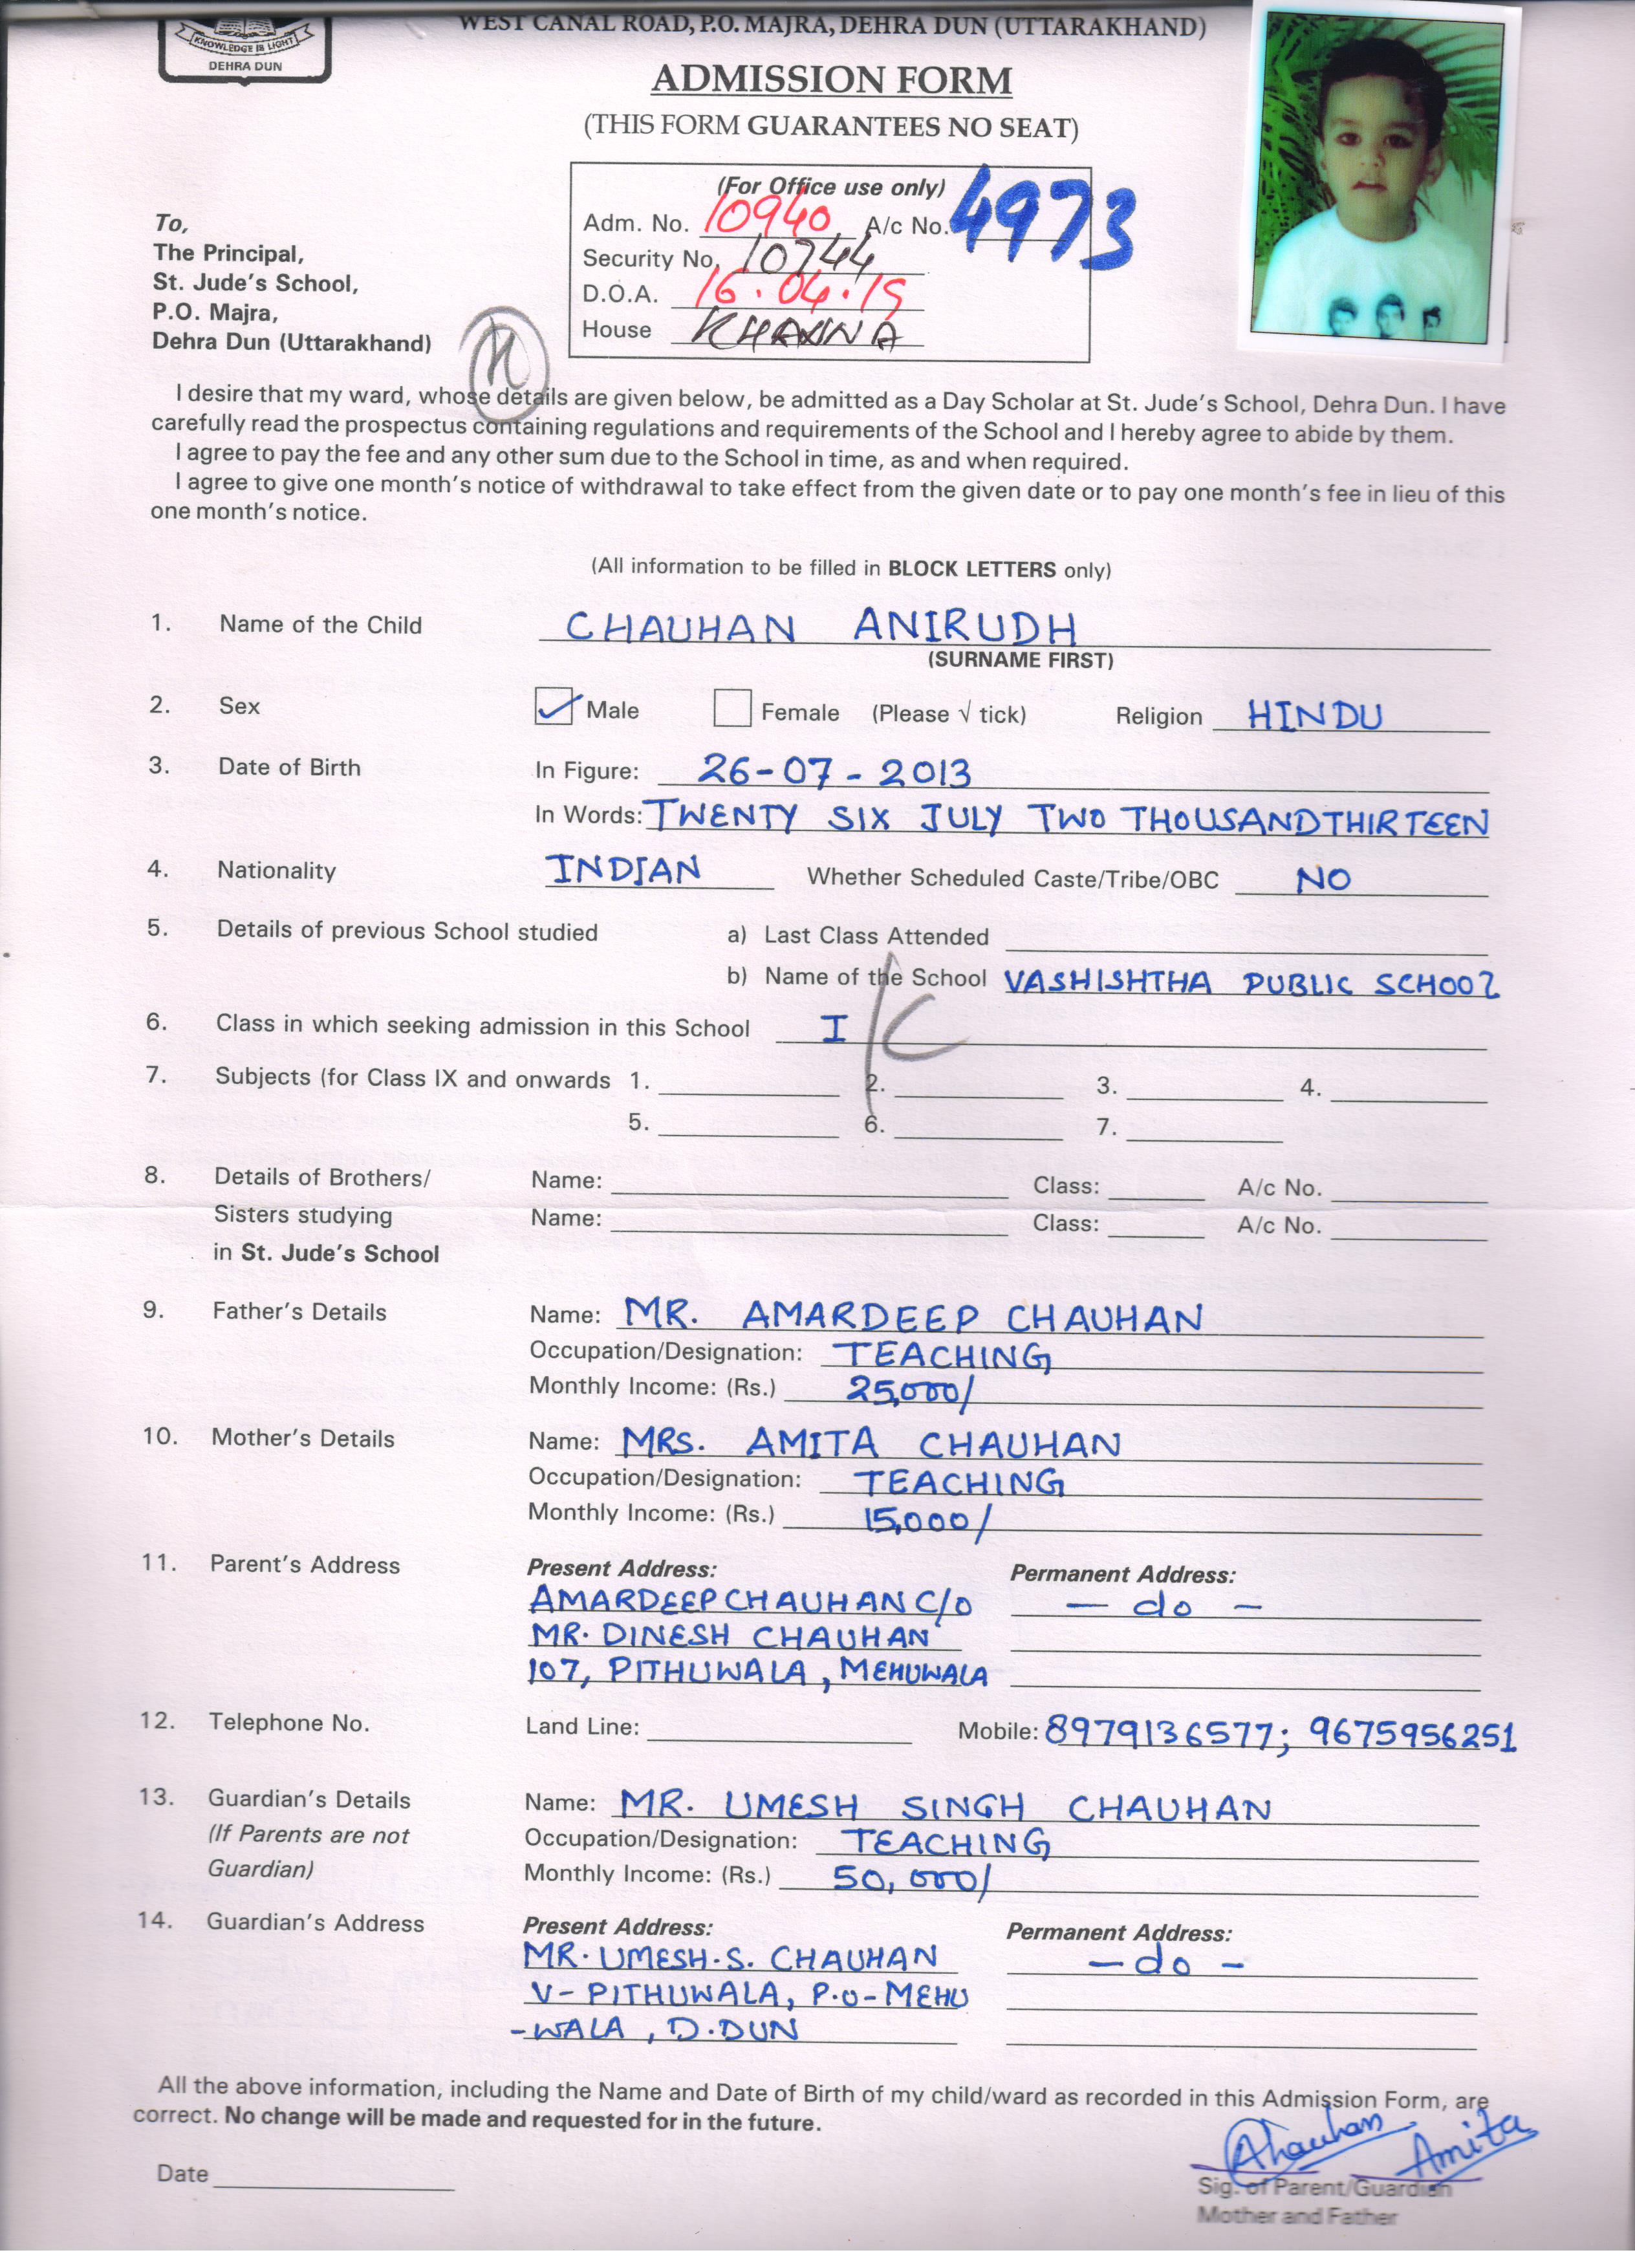 WEST CANAL ROAD, P.O. MAJRA, DEHRA DUN (UTTARAKHAND)
KNOWLEDGE IS LIGHT
DEHRA DUN
ADMISSION FORM
(THIS FORM GUARANTEES NO SEAT)
(For Office use only)
Adm. No. 10940 A/c No. 4973
Security No. 10744
D.O.A. 16.04.19
House KHANNA
To,
The Principal,
St. Jude's School,
P.O. Majra,
Dehra Dun (Uttarakhand)
N
I desire that my ward, whose details are given below, be admitted as a Day Scholar at St. Jude's School, Dehra Dun. I have
carefully read the prospectus containing regulations and requirements of the School and I hereby agree to abide by them.
I agree to pay the fee and any other sum due to the School in time, as and when required.
I agree to give one month's notice of withdrawal to take effect from the given date or to pay one month's fee in lieu of this
one month's notice.
(All information to be filled in BLOCK LETTERS only)
1. Name of the Child CHAUHAN ANIRUDH
(SURNAME FIRST)
2. Sex Male Female (Please √ tick) Religion HINDU
3. Date of Birth In Figure: 26-07-2013
In Words: TWENTY SIX JULY TWO THOUSANDTHIRTEEN
4. Nationality INDIAN Whether Scheduled Caste/Tribe/OBC NO
5. Details of previous School studied a) Last Class Attended
b) Name of the School VASHISHTHA PUBLIC SCHOOL
6. Class in which seeking admission in this School I K
7. Subjects (for Class IX and onwards 1. 2. 3. 4.
5. 6. 7.
8. Details of Brothers/ Name: Class: A/c No.
Sisters studying Name: Class: A/c No.
in St. Jude's School
9. Father's Details Name: MR. AMARDEEP CHAUHAN
Occupation/Designation: TEACHING
Monthly Income: (Rs.) 25,000/
10. Mother's Details Name: MRS. AMITA CHAUHAN
Occupation/Designation: TEACHING
Monthly Income: (Rs.) 15,000/
11. Parent's Address Present Address: Permanent Address:
AMARDEEP CHAUHAN C/O - do -
MR. DINESH CHAUHAN
107, PITHUWALA, MEHUWALA
12. Telephone No. Land Line: Mobile: 8979136577; 9675956251
13. Guardian's Details Name: MR. UMESH SINGH CHAUHAN
(If Parents are not Occupation/Designation: TEACHING
Guardian) Monthly Income: (Rs.) 50,000/
14. Guardian's Address Present Address: Permanent Address:
MR. UMESH.S. CHAUHAN - do -
V- PITHUWALA, P.O-MEHU
-WALA, D.DUN
All the above information, including the Name and Date of Birth of my child/ward as recorded in this Admission Form, are
correct. No change will be made and requested for in the future.
AChauhan Amita
Date
Sig. of Parent/Guardian
Mother and Father